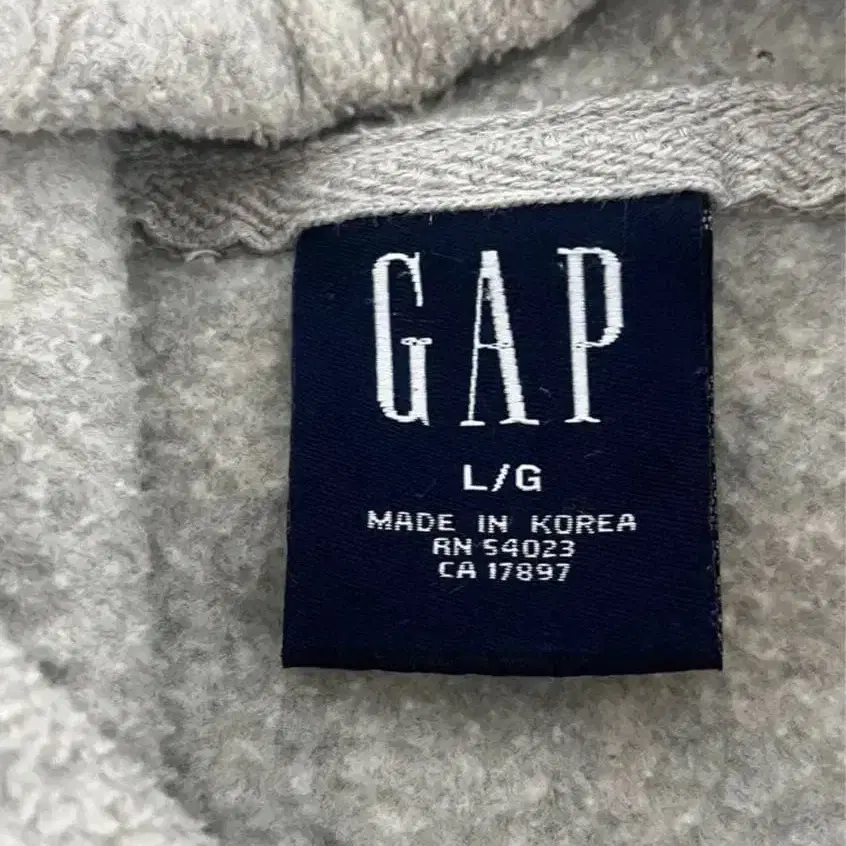 GAP
L/G
MADE IN KOREA
RN 54023
CA 17897